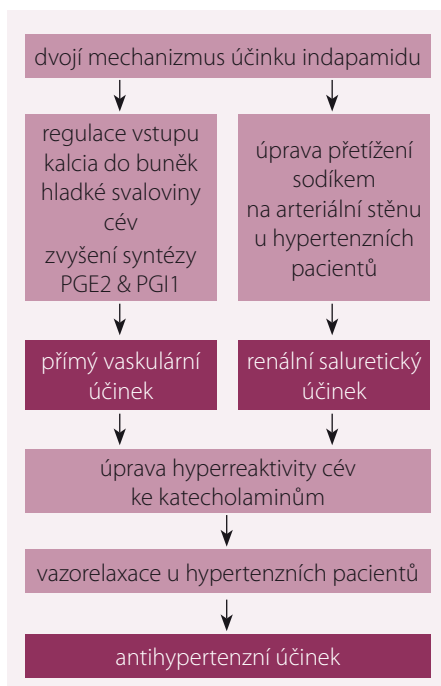 dvojí mechanizmus účinku indapamidu
regulace vstupu
kalcia do buněk
hladké svaloviny
cév
zvyšení syntézy
PGE2 & PGI1
úprava přetížení
sodíkem
na arteriální stěnu
u hypertenzních
pacientů
přímý vaskulární
účinek
renální saluretický
účinek
úprava hyperreaktivity cév
ke katecholaminům
vazorelaxace u hypertenzních pacientů
antihypertenzní účinek